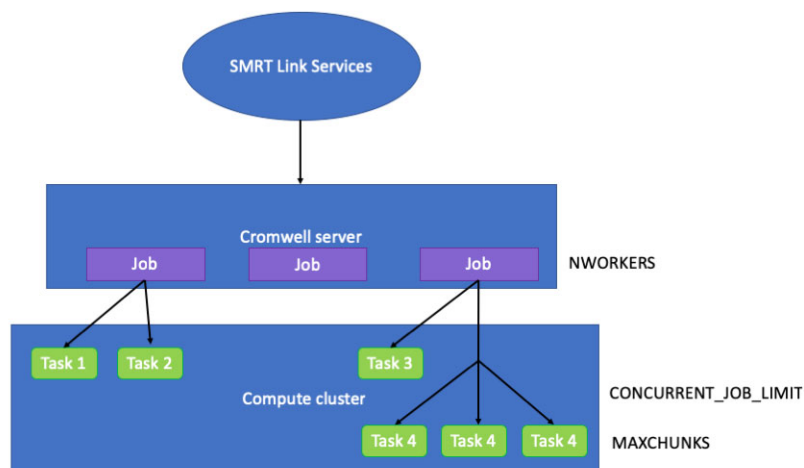 SMRT Link Services
Cromwell server
Job
Job
Job
NWORKERS
Task 1
Task 2
Task 3
Compute cluster
CONCURRENT_JOB_LIMIT
Task 4
Task 4
Task 4
MAXCHUNKS